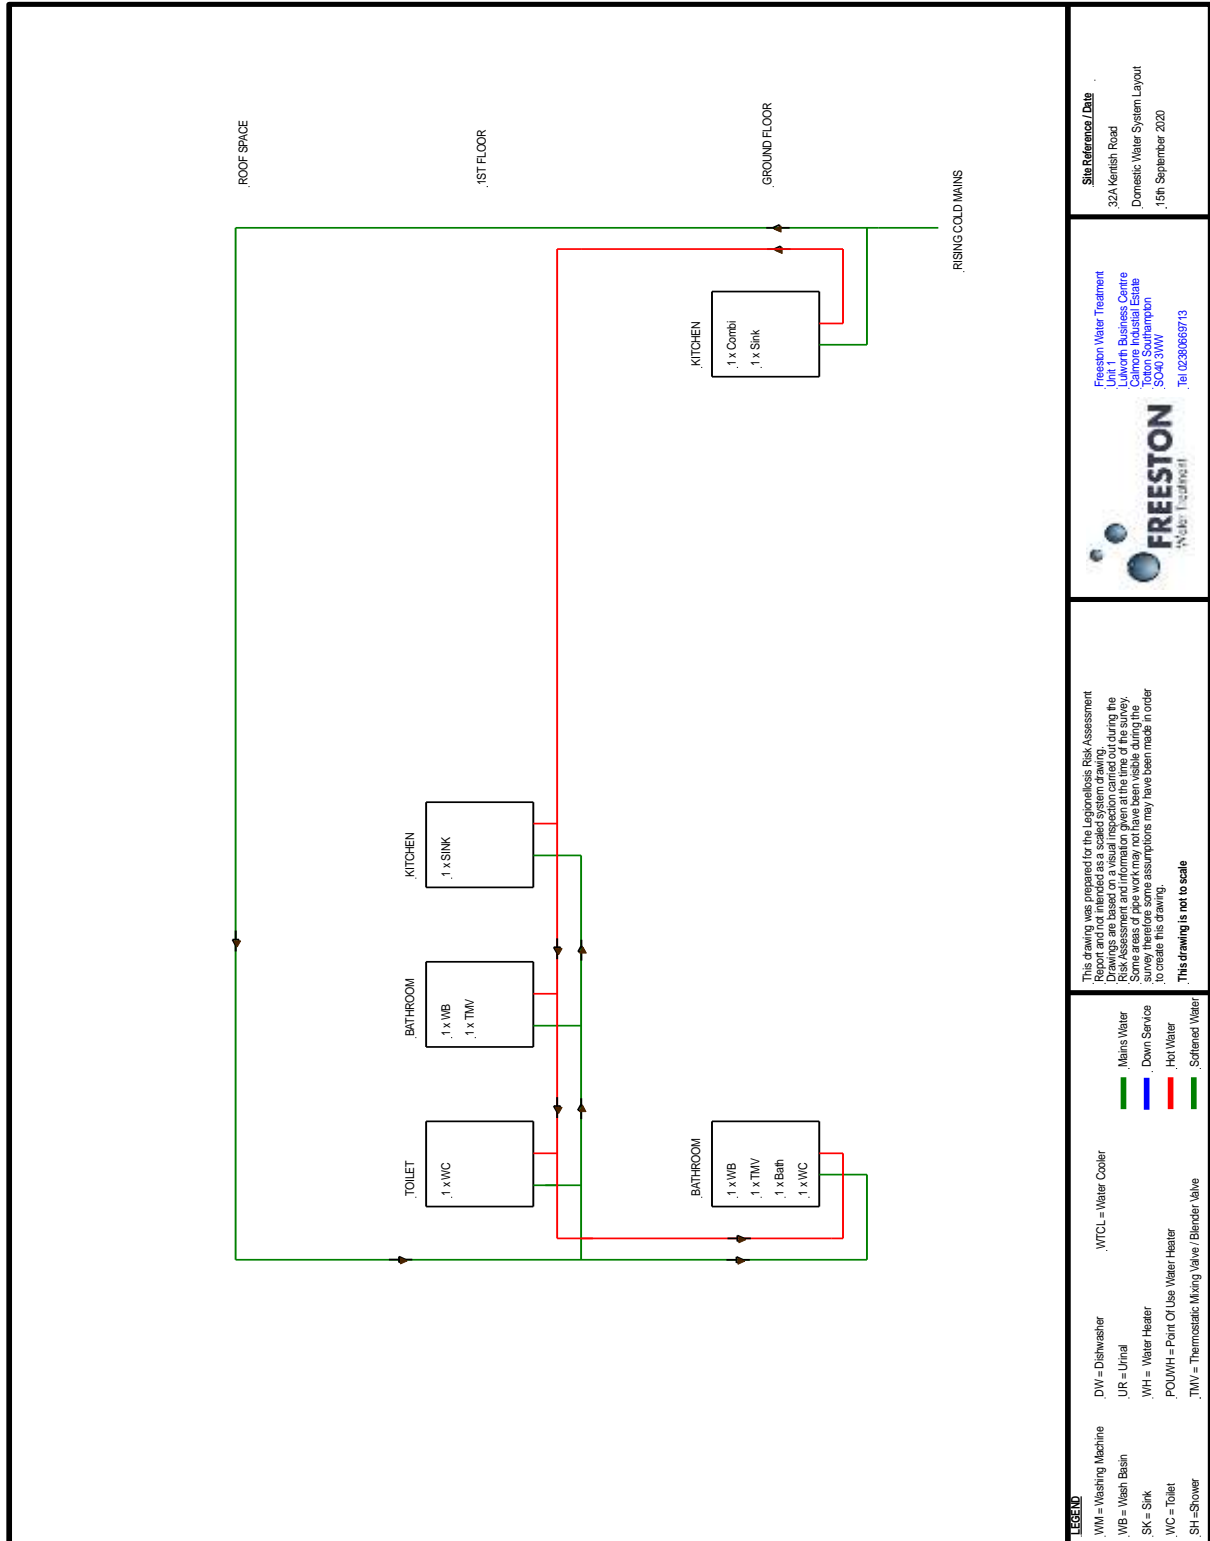 ROOF SPACE
1ST FLOOR
GROUND FLOOR
TOILET
1 x WC
BATHROOM
1 x WB
1 x TMV
KITCHEN
1 x SINK
BATHROOM
1 x WB
1 x TMV
1 x Bath
1 x WC
KITCHEN
1 x Combi
1 x Sink
RISING COLD MAINS
LEGEND
WM = Washing Machine
WB = Wash Basin
SK = Sink
WC = Toilet
SH =Shower
DW = Dishwasher
UR = Urinal
WH = Water Heater
POUWH = Point Of Use Water Heater
TMV = Thermostatic Mixing Valve / Blender Valve
WTCL = Water Cooler
Mains Water
Down Service
Hot Water
Softened Water
This drawing was prepared for the Legionellosis Risk Assessment
Report and not intended as a scaled system drawing.
Drawings are based on a visual inspection carried out during the
Risk Assessment and information given at the time of the survey.
Some areas of pipe work may not have been visible during the
survey therefore some assumptions may have been made in order
to create this drawing.
This drawing is not to scale
FREESTON
Water Treatment
Freeston Water Treatment
Unit 1
Lulworth Business Centre
Calmore Industial Estate
Totton Southampton
SO40 3WW
Tel 02380669713
Site Reference / Date
32A Kentish Road
Domestic Water System Layout
15th September 2020